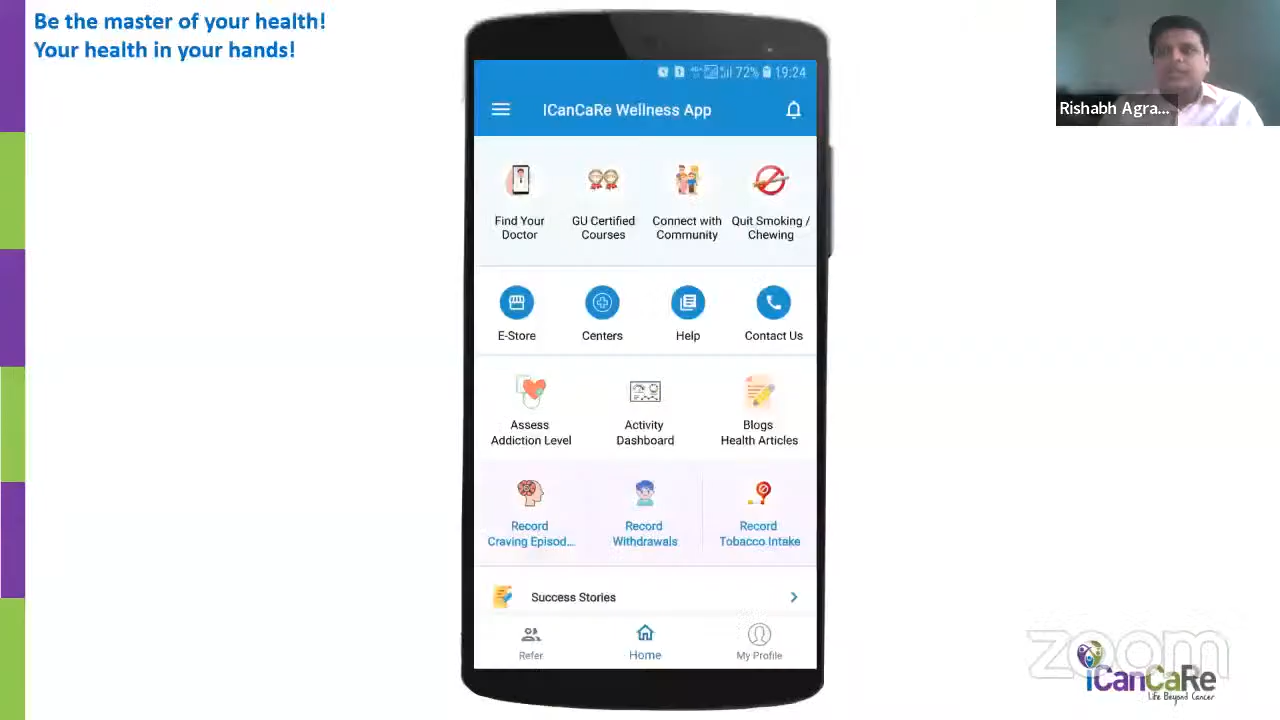 Be the master of your health!
Your health in your hands!
Rishabh Agra...
72% 19:24
ICanCaRe Wellness App
Find Your
Doctor
GU Certified
Courses
Connect with
Community
Quit Smoking /
Chewing
E-Store
Centers
Help
Contact Us
Assess
Addiction Level
Activity
Dashboard
Blogs
Health Articles
Record
Craving Episod...
Record
Withdrawals
Record
Tobacco Intake
Success Stories
Refer
Home
My Profile
zoom
iCanCaRe
Life Beyond Cancer